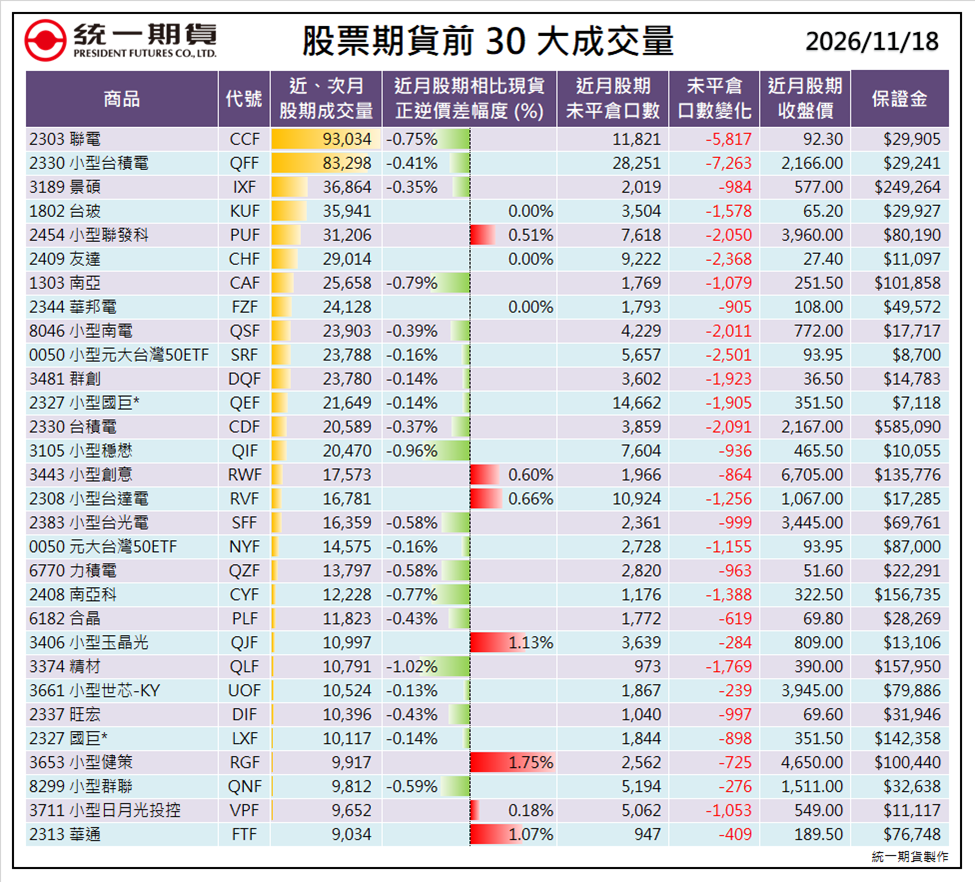 統一期貨
PRESIDENT FUTURES CO., LTD.
股票期貨前 30 大成交量
2026/11/18
商品 代號 近、次月股期成交量 近月股期相比現貨正逆價差幅度 (%) 近月股期未平倉口數 未平倉口數變化 近月股期收盤價 保證金
2303 聯電 CCF 93,034 -0.75% 11,821 -5,817 92.30 $29,905
2330 小型台積電 QFF 83,298 -0.41% 28,251 -7,263 2,166.00 $29,241
3189 景碩 IXF 36,864 -0.35% 2,019 -984 577.00 $249,264
1802 台玻 KUF 35,941 0.00% 3,504 -1,578 65.20 $29,927
2454 小型聯發科 PUF 31,206 0.51% 7,618 -2,050 3,960.00 $80,190
2409 友達 CHF 29,014 0.00% 9,222 -2,368 27.40 $11,097
1303 南亞 CAF 25,658 -0.79% 1,769 -1,079 251.50 $101,858
2344 華邦電 FZF 24,128 0.00% 1,793 -905 108.00 $49,572
8046 小型南電 QSF 23,903 -0.39% 4,229 -2,011 772.00 $17,717
0050 小型元大台灣50ETF SRF 23,788 -0.16% 5,657 -2,501 93.95 $8,700
3481 群創 DQF 23,780 -0.14% 3,602 -1,923 36.50 $14,783
2327 小型國巨* QEF 21,649 -0.14% 14,662 -1,905 351.50 $7,118
2330 台積電 CDF 20,589 -0.37% 3,859 -2,091 2,167.00 $585,090
3105 小型穩懋 QIF 20,470 -0.96% 7,604 -936 465.50 $10,055
3443 小型創意 RWF 17,573 0.60% 1,966 -864 6,705.00 $135,776
2308 小型台達電 RVF 16,781 0.66% 10,924 -1,256 1,067.00 $17,285
2383 小型台光電 SFF 16,359 -0.58% 2,361 -999 3,445.00 $69,761
0050 元大台灣50ETF NYF 14,575 -0.16% 2,728 -1,155 93.95 $87,000
6770 力積電 QZF 13,797 -0.58% 2,820 -963 51.60 $22,291
2408 南亞科 CYF 12,228 -0.77% 1,176 -1,388 322.50 $156,735
6182 合晶 PLF 11,823 -0.43% 1,772 -619 69.80 $28,269
3406 小型玉晶光 QJF 10,997 1.13% 3,639 -284 809.00 $13,106
3374 精材 QLF 10,791 -1.02% 973 -1,769 390.00 $157,950
3661 小型世芯-KY UOF 10,524 -0.13% 1,867 -239 3,945.00 $79,886
2337 旺宏 DIF 10,396 -0.43% 1,040 -997 69.60 $31,946
2327 國巨* LXF 10,117 -0.14% 1,844 -898 351.50 $142,358
3653 小型健策 RGF 9,917 1.75% 2,562 -725 4,650.00 $100,440
8299 小型群聯 QNF 9,812 -0.59% 5,194 -276 1,511.00 $32,638
3711 小型日月光投控 VPF 9,652 0.18% 5,062 -1,053 549.00 $11,117
2313 華通 FTF 9,034 1.07% 947 -409 189.50 $76,748
統一期貨製作